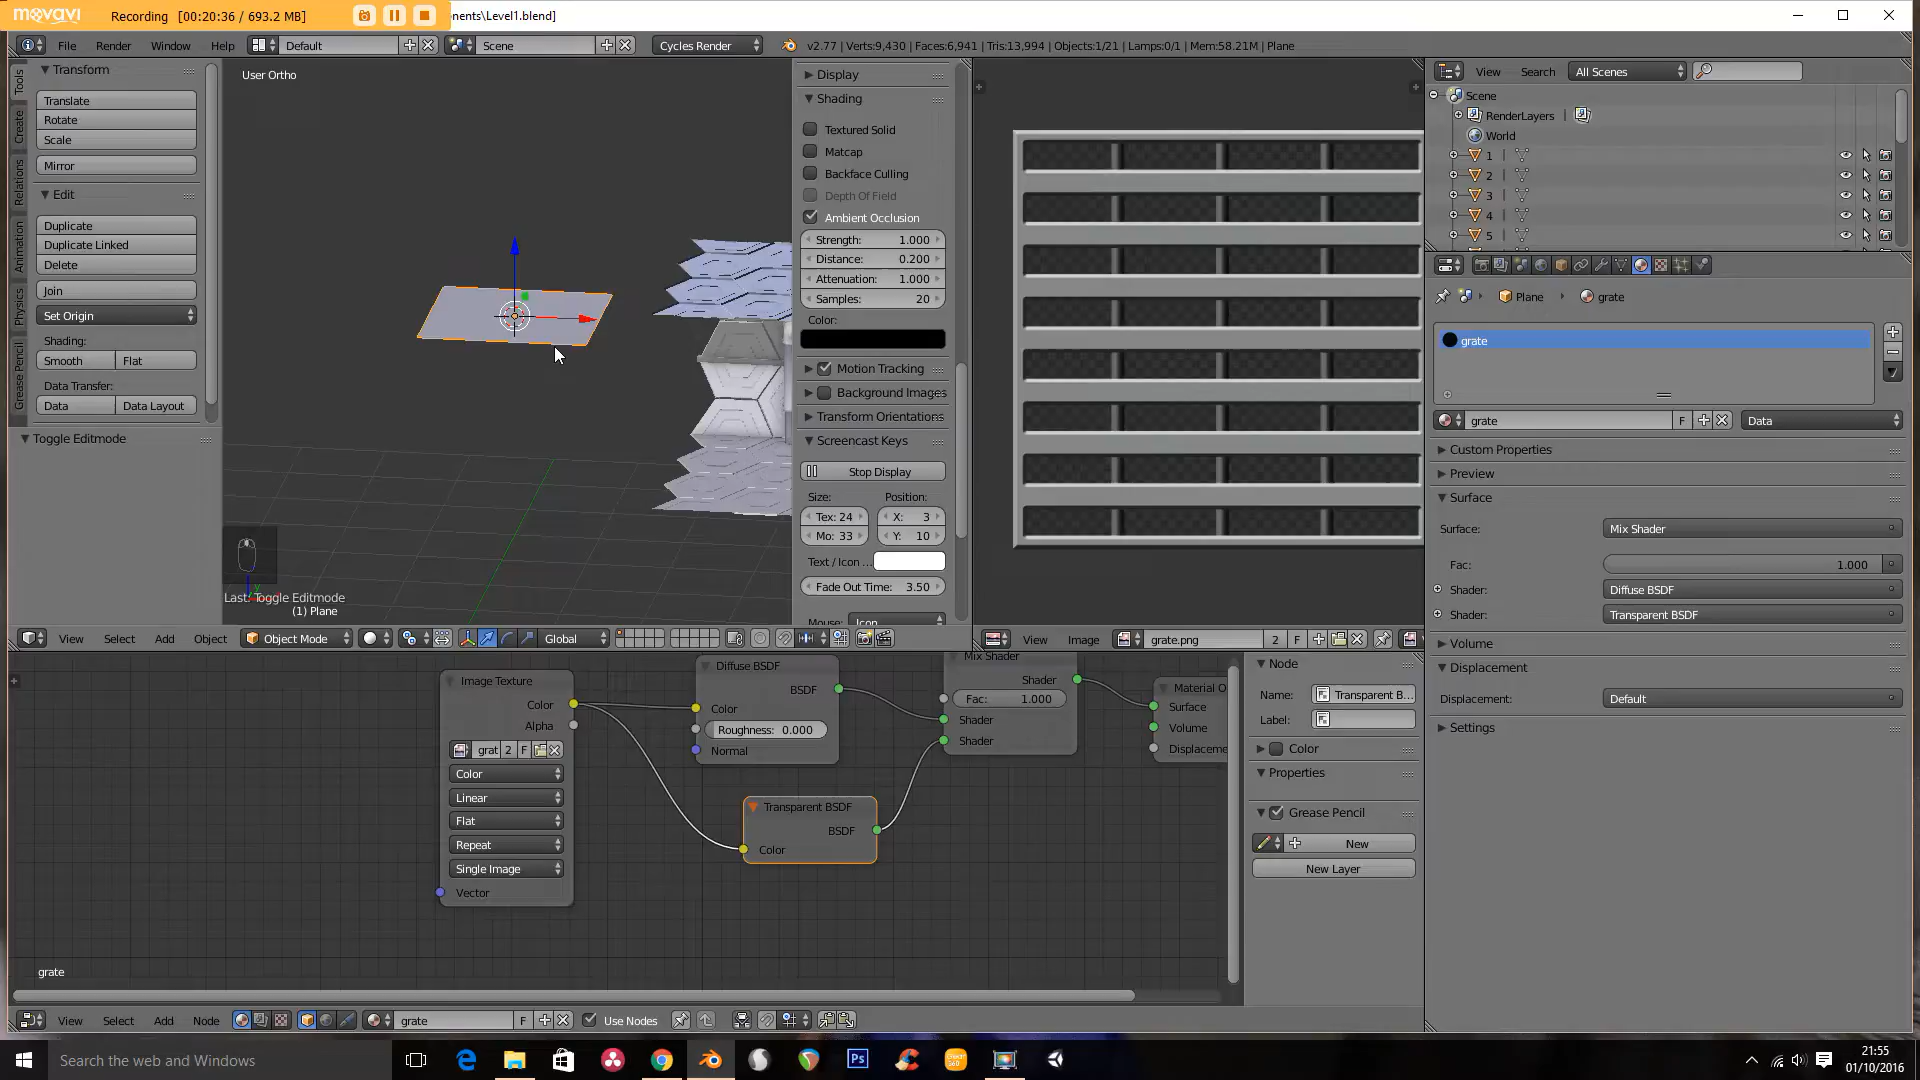 movavi
Recording [00:20:36 / 693.2 MB]
nents\Level1.blend]
File Render Window Help Default Scene Cycles Render v2.77 | Verts:9,430 | Faces:6,941 | Tris:13,994 | Objects:1/21 | Lamps:0/1 | Mem:58.21M | Plane
Tools
Create
Relations
Animation
Physics
Grease Pencil
Transform
Translate
Rotate
Scale
Mirror
Edit
Duplicate
Duplicate Linked
Delete
Join
Set Origin
Shading:
Smooth Flat
Data Transfer:
Data Data Layout
Toggle Editmode
User Ortho
Last: Toggle Editmode
(1) Plane
View Select Add Object Object Mode Global
Display
Shading
Textured Solid
Matcap
Backface Culling
Depth Of Field
Ambient Occlusion
Strength: 1.000
Distance: 0.200
Attenuation: 1.000
Samples: 20
Color:
Motion Tracking
Background Images
Transform Orientations
Screencast Keys
Stop Display
Size: Position:
Tex: 24 X: 3
Mo: 33 Y: 10
Text / Icon ...
Fade Out Time: 3.50
Mouse: Icon
View Image grate.png 2 F
View Search All Scenes
Scene
RenderLayers |
World
1 |
2 |
3 |
4 |
5 |
Plane grate
grate
grate F Data
Custom Properties
Preview
Surface
Surface: Mix Shader
Fac: 1.000
Shader: Diffuse BSDF
Shader: Transparent BSDF
Volume
Displacement
Displacement: Default
Settings
Image Texture
Color
Alpha
grat 2 F
Color
Linear
Flat
Repeat
Single Image
Vector
Diffuse BSDF
BSDF
Color
Roughness: 0.000
Normal
Transparent BSDF
BSDF
Color
Mix Shader
Shader
Fac: 1.000
Shader
Shader
Material O
Surface
Volume
Displaceme
Node
Name: Transparent B...
Label:
Color
Properties
Grease Pencil
New
New Layer
grate
View Select Add Node grate F Use Nodes
Search the web and Windows
Ps
21:55
01/10/2016